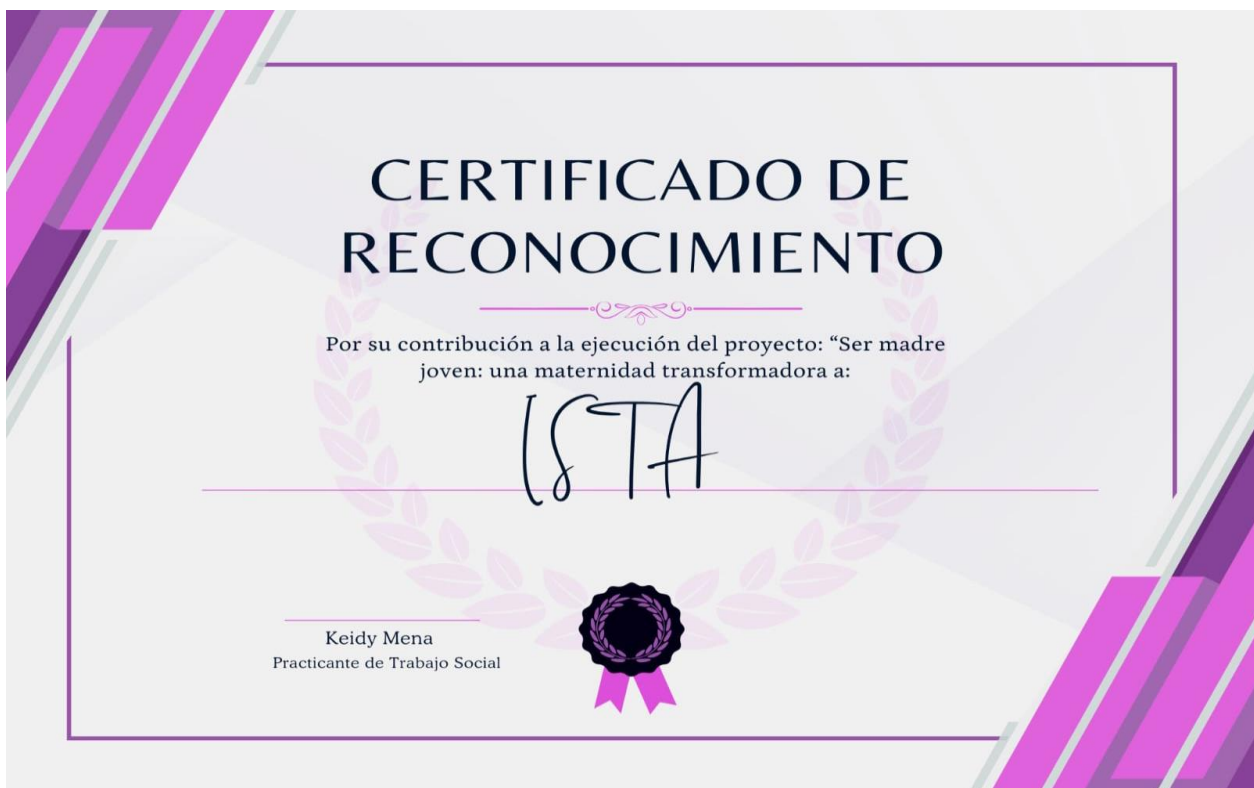 CERTIFICADO DE
RECONOCIMIENTO
Por su contribución a la ejecución del proyecto: “Ser madre
joven: una maternidad transformadora a:
ISTA
Keidy Mena
Practicante de Trabajo Social